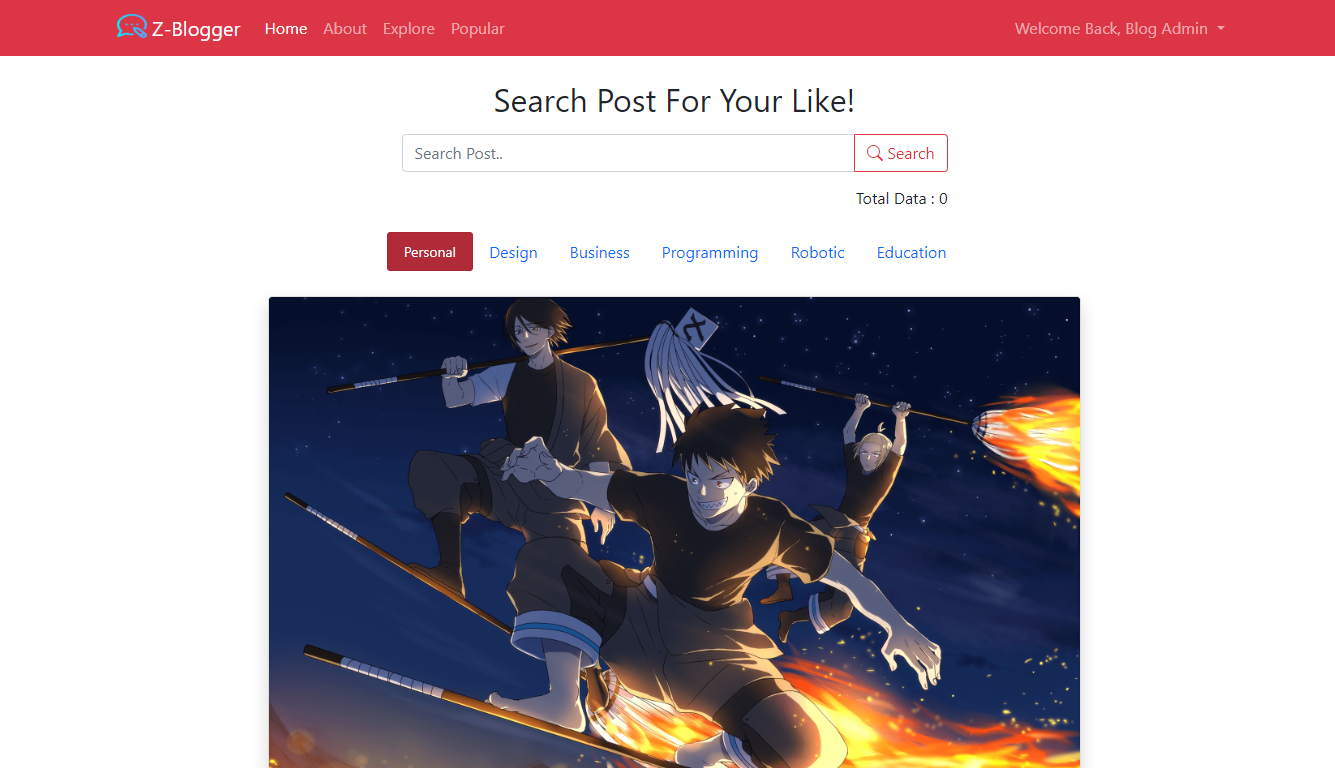 Z-Blogger Home About Explore Popular Welcome Back, Blog Admin
Search Post For Your Like!
Search Post.. Search
Total Data : 0
Personal Design Business Programming Robotic Education